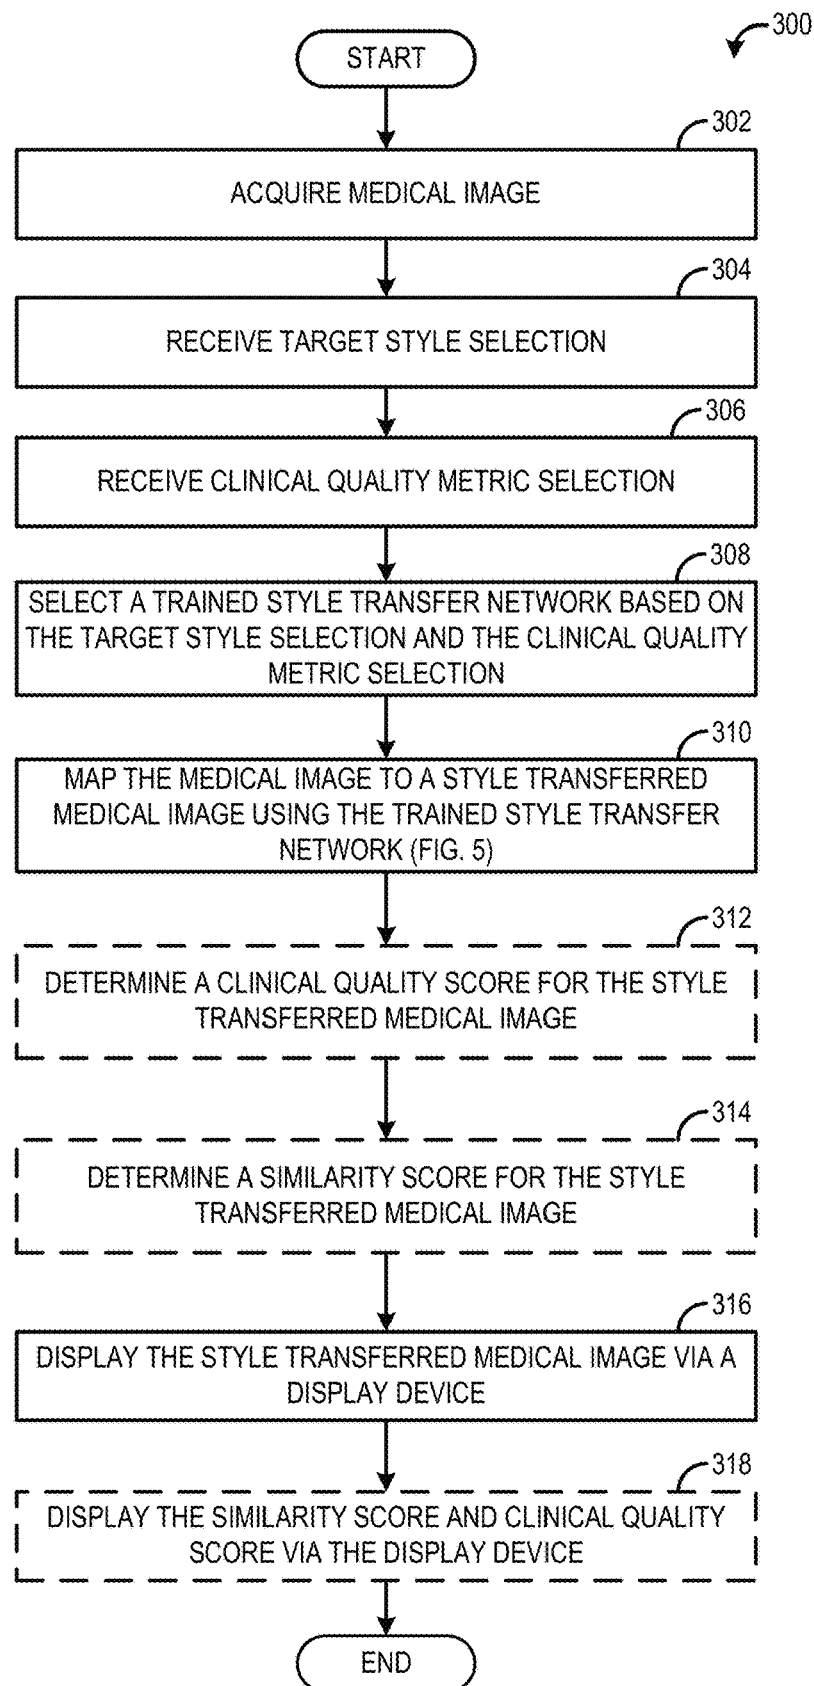 300
START
302
ACQUIRE MEDICAL IMAGE
304
RECEIVE TARGET STYLE SELECTION
306
RECEIVE CLINICAL QUALITY METRIC SELECTION
308
SELECT A TRAINED STYLE TRANSFER NETWORK BASED ON
THE TARGET STYLE SELECTION AND THE CLINICAL QUALITY
METRIC SELECTION
310
MAP THE MEDICAL IMAGE TO A STYLE TRANSFERRED
MEDICAL IMAGE USING THE TRAINED STYLE TRANSFER
NETWORK (FIG. 5)
312
DETERMINE A CLINICAL QUALITY SCORE FOR THE STYLE
TRANSFERRED MEDICAL IMAGE
314
DETERMINE A SIMILARITY SCORE FOR THE STYLE
TRANSFERRED MEDICAL IMAGE
316
DISPLAY THE STYLE TRANSFERRED MEDICAL IMAGE VIA A
DISPLAY DEVICE
318
DISPLAY THE SIMILARITY SCORE AND CLINICAL QUALITY
SCORE VIA THE DISPLAY DEVICE
END